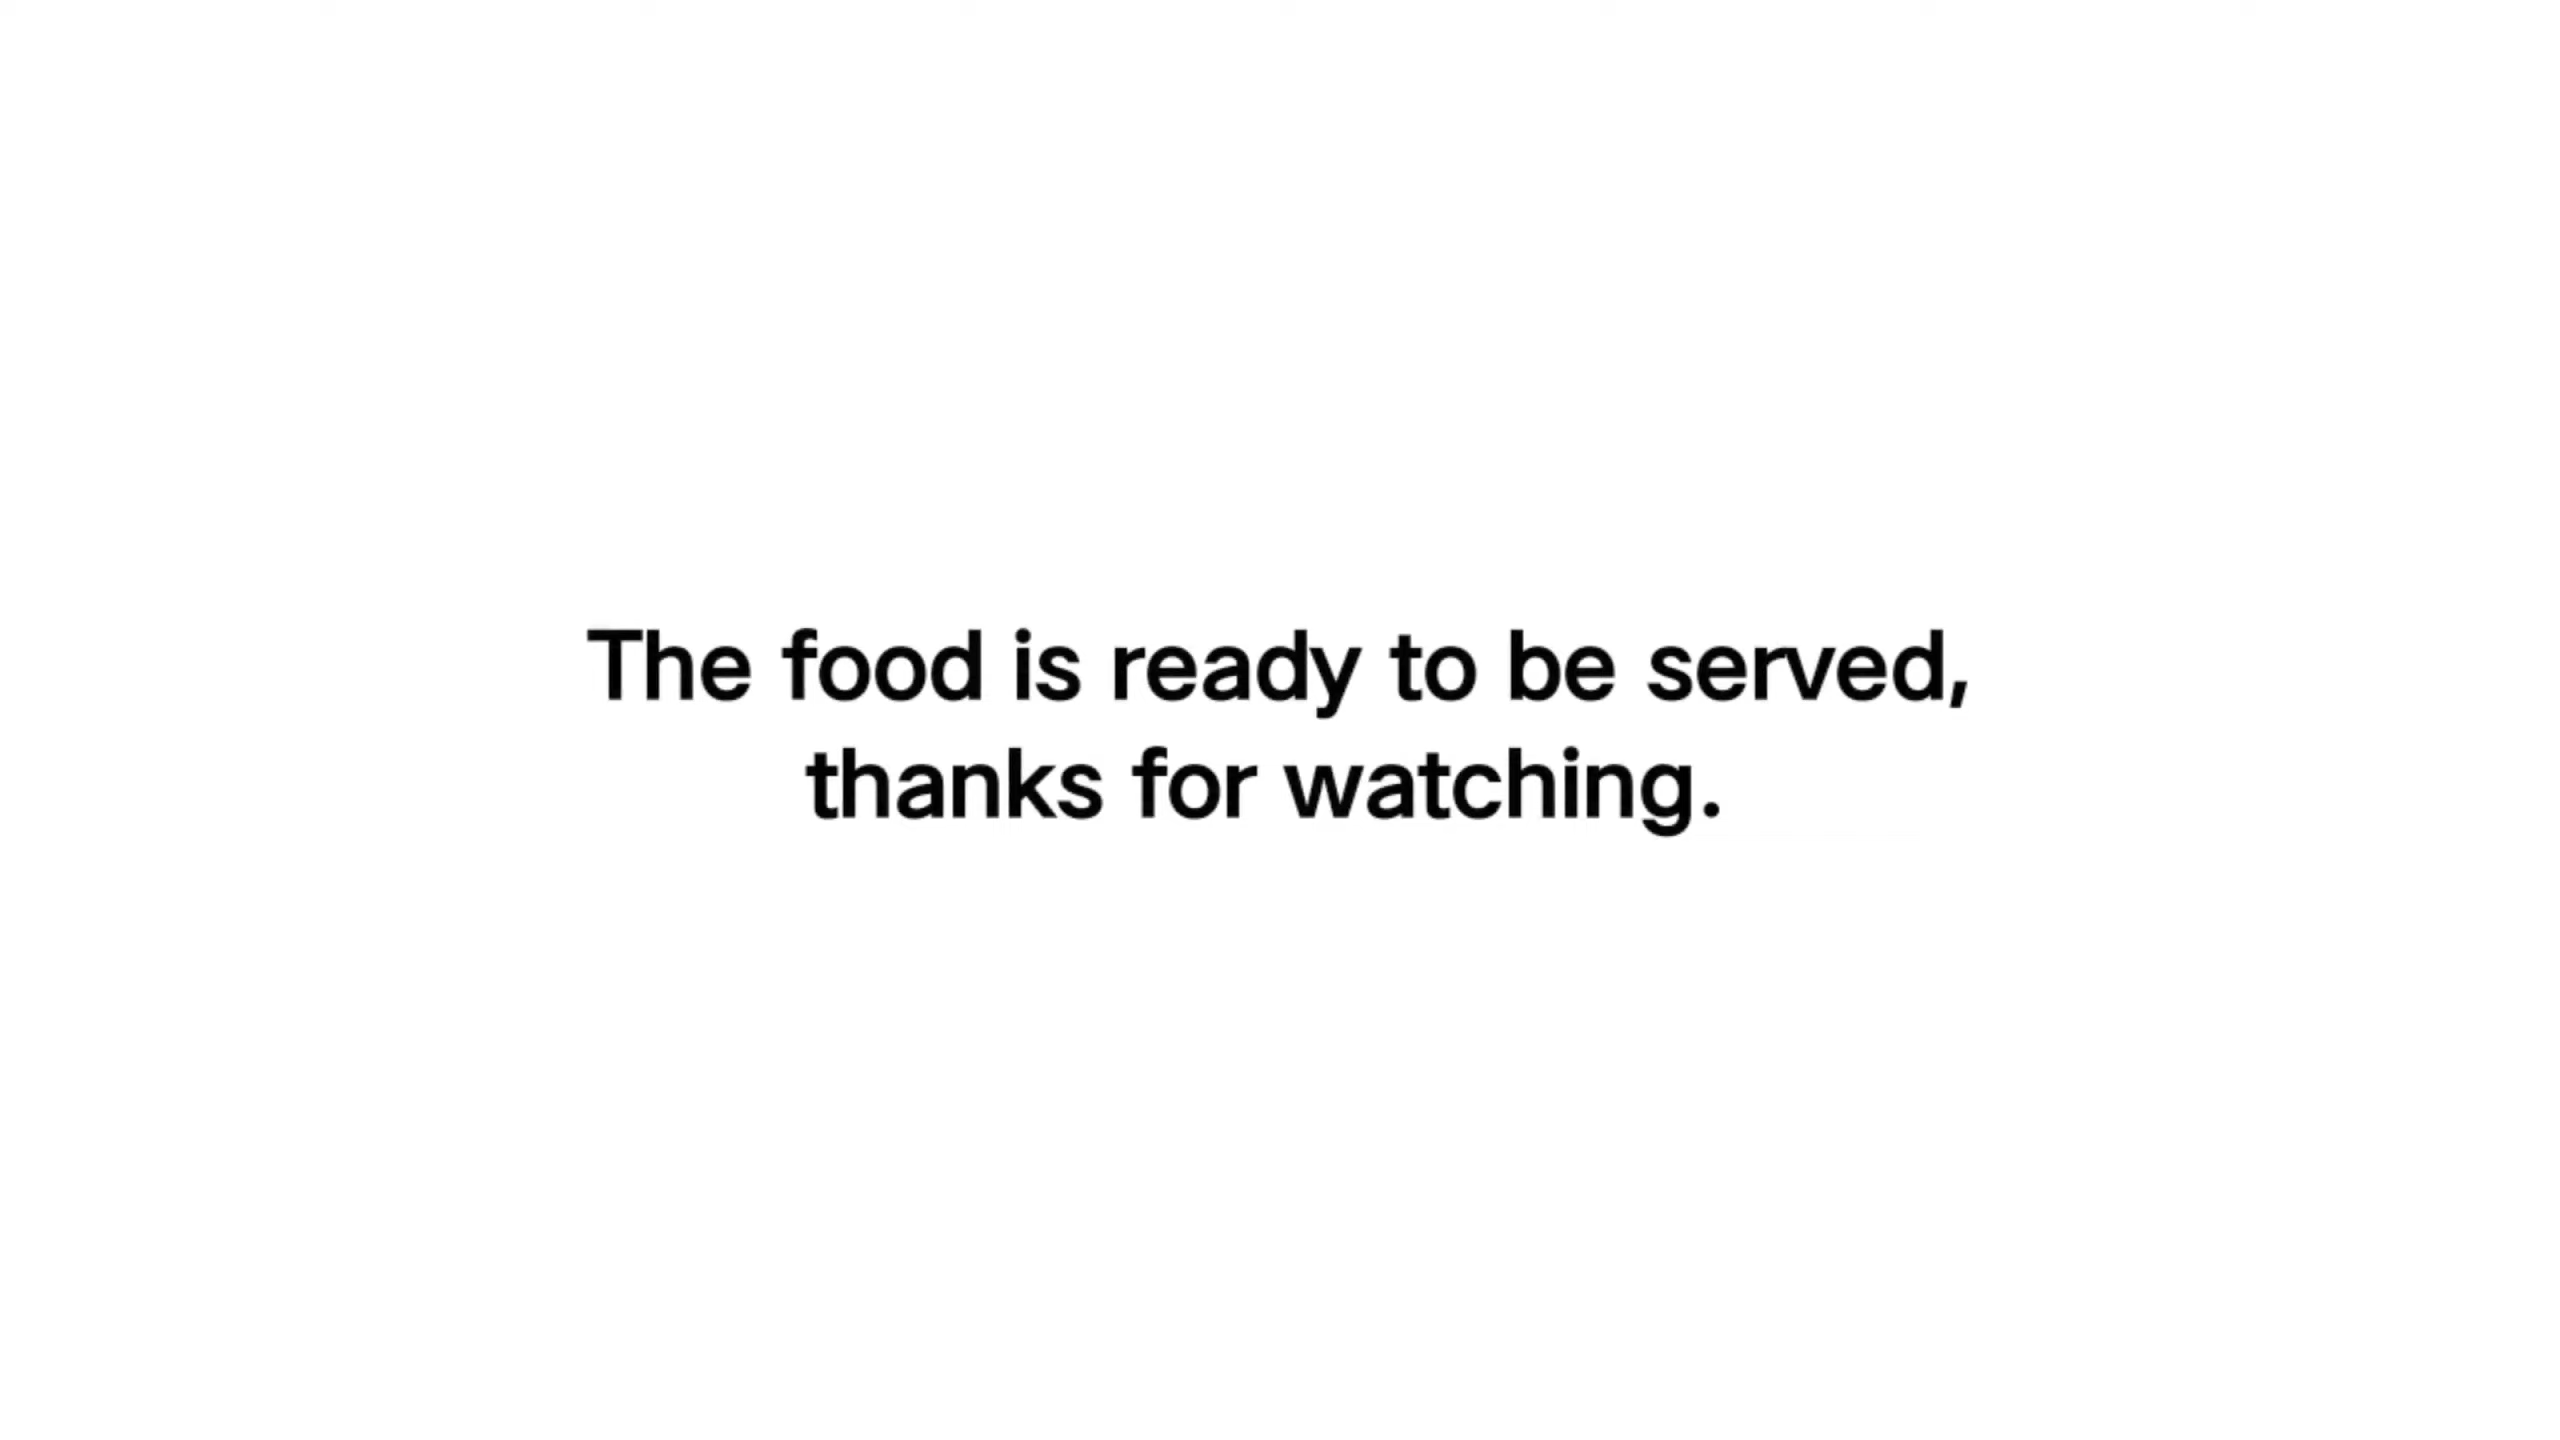 The food is ready to be served,
thanks for watching.